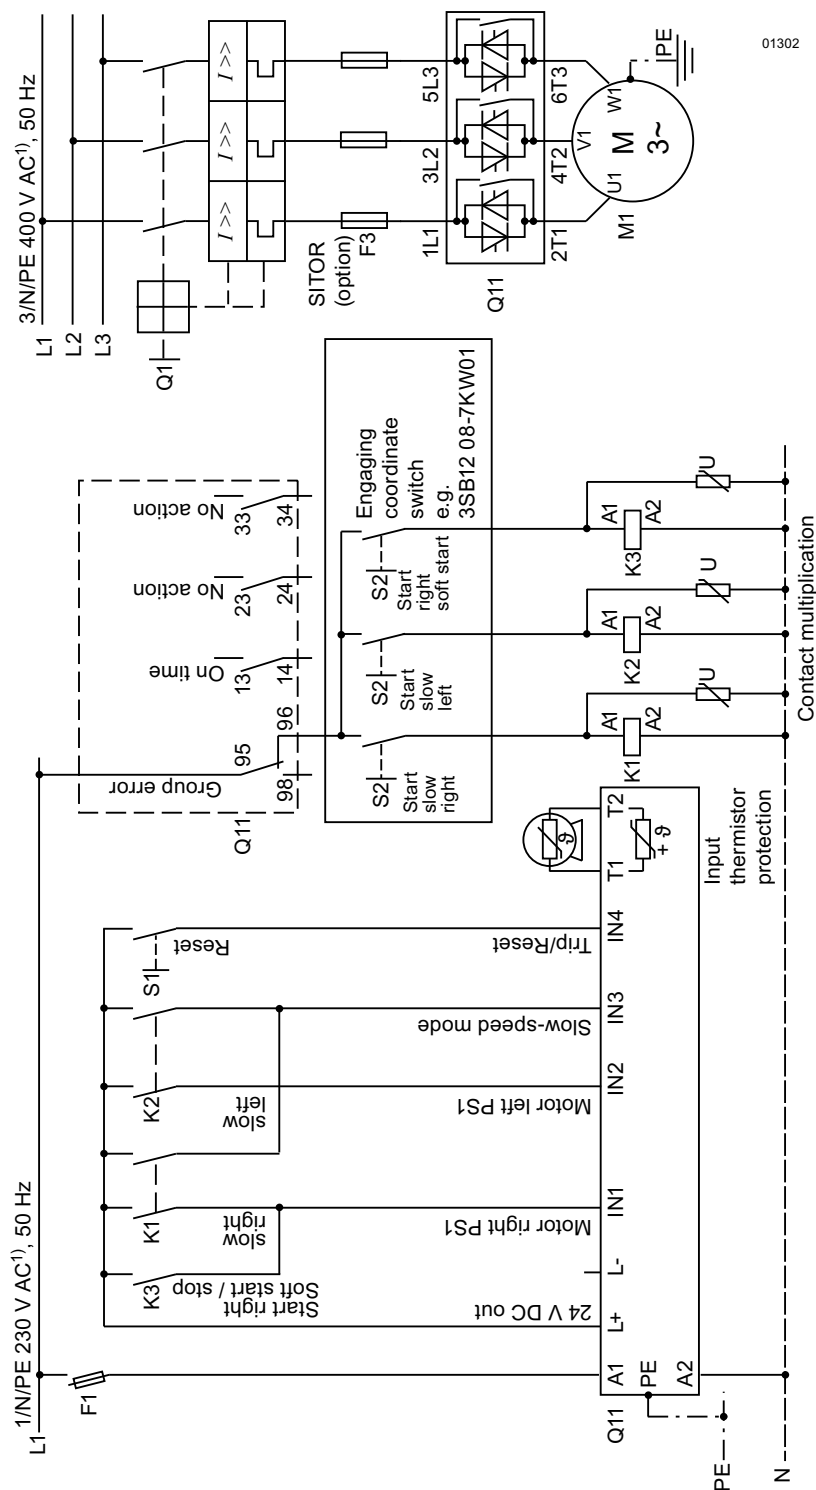 01302
3/N/PE 400 V AC1), 50 Hz
L1
L2
L3
Q1
I >>
I >>
I >>
SITOR
(option)
F3
1L1
3L2
5L3
Q11
2T1
4T2
6T3
U1
V1
W1
M
3~
M1
PE
Group error
On time
No action
No action
95
96
98
13
14
23
24
33
34
Q11
Engaging
coordinate
switch
e.g.
3SB12 08-7KW01
S2
Start
slow
right
S2
Start
slow
left
S2
Start
right
soft start
A1
K1
A2
U
A1
K2
A2
U
A1
K3
A2
U
Contact multiplication
1/N/PE 230 V AC1), 50 Hz
L1
F1
K3
Start right
Soft start / stop
K1
slow
right
K2
slow
left
S1
Reset
24 V DC out
Motor right PS1
Motor left PS1
Slow-speed mode
Trip/Reset
A1
L+
L-
IN1
IN2
IN3
IN4
T1
T2
ϑ
+ ϑ
PE
A2
Q11
Input
thermistor
protection
PE
N